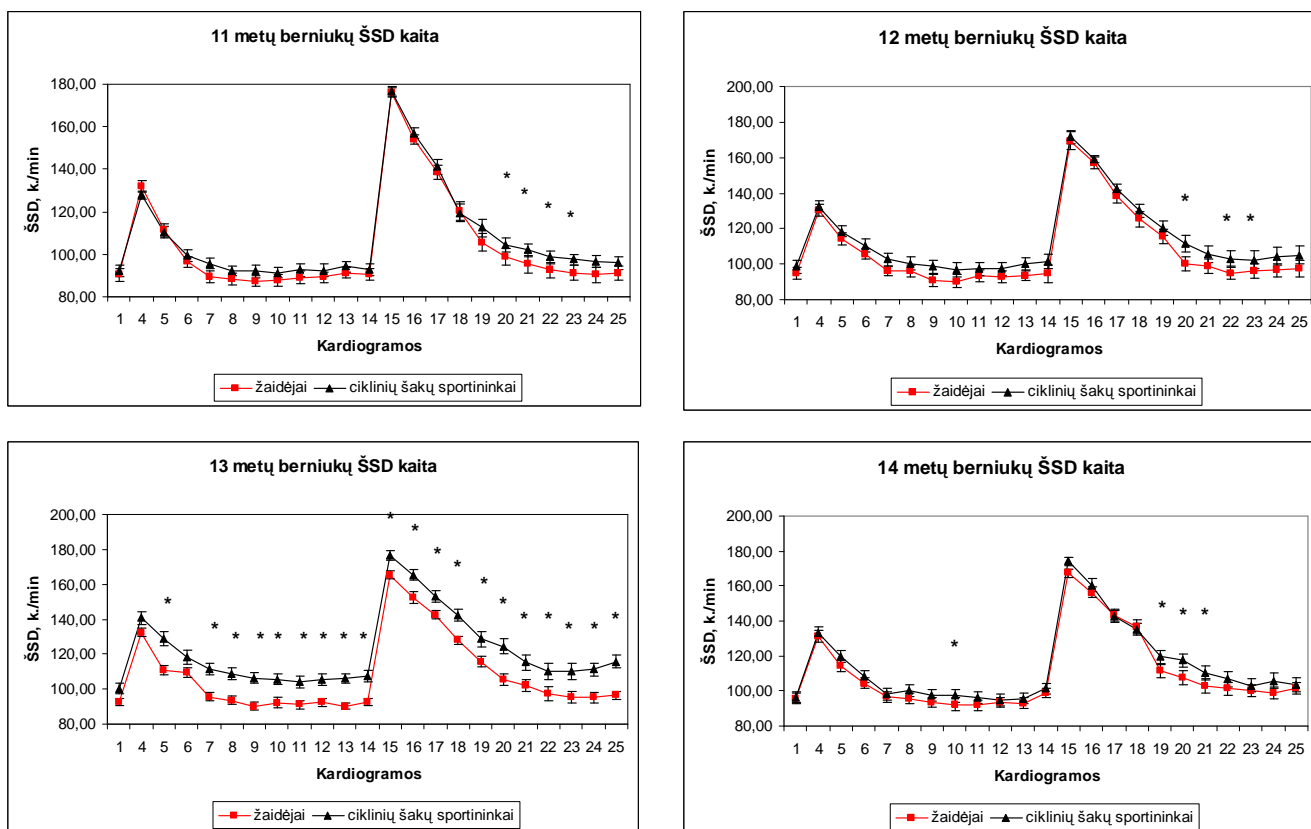 11 metų berniukų ŠSD kaita
180,00
160,00
140,00
120,00
100,00
80,00
ŠSD, k./min
* * * *
1 4 5 6 7 8 9 10 11 12 13 14 15 16 17 18 19 20 21 22 23 24 25
Kardiogramos
žaidėjai ciklinių šakų sportininkai
12 metų berniukų ŠSD kaita
200,00
180,00
160,00
140,00
120,00
100,00
80,00
ŠSD, k./min
* * *
1 4 5 6 7 8 9 10 11 12 13 14 15 16 17 18 19 20 21 22 23 24 25
Kardiogramos
žaidėjai ciklinių šakų sportininkai
13 metų berniukų ŠSD kaita
200,00
180,00
160,00
140,00
120,00
100,00
80,00
ŠSD, k./min
* * * * * * * * * * * * * * * * * * * *
1 4 5 6 7 8 9 10 11 12 13 14 15 16 17 18 19 20 21 22 23 24 25
Kardiogramos
žaidėjai ciklinių šakų sportininkai
14 metų berniukų ŠSD kaita
200,00
180,00
160,00
140,00
120,00
100,00
80,00
ŠSD, k./min
* * * *
1 4 5 6 7 8 9 10 11 12 13 14 15 16 17 18 19 20 21 22 23 24 25
Kardiogramos
žaidėjai ciklinių šakų sportininkai